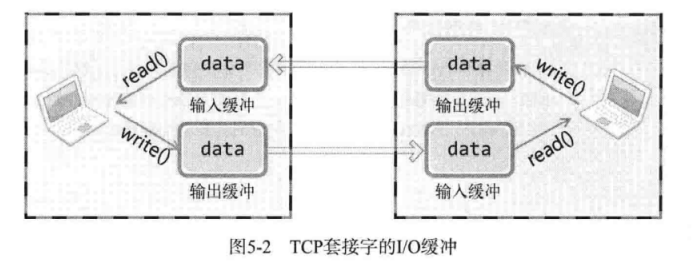 read()
data
输入缓冲
write()
data
输出缓冲
data
输出缓冲
write()
data
输入缓冲
read()
图5-2 TCP套接字的I/O缓冲